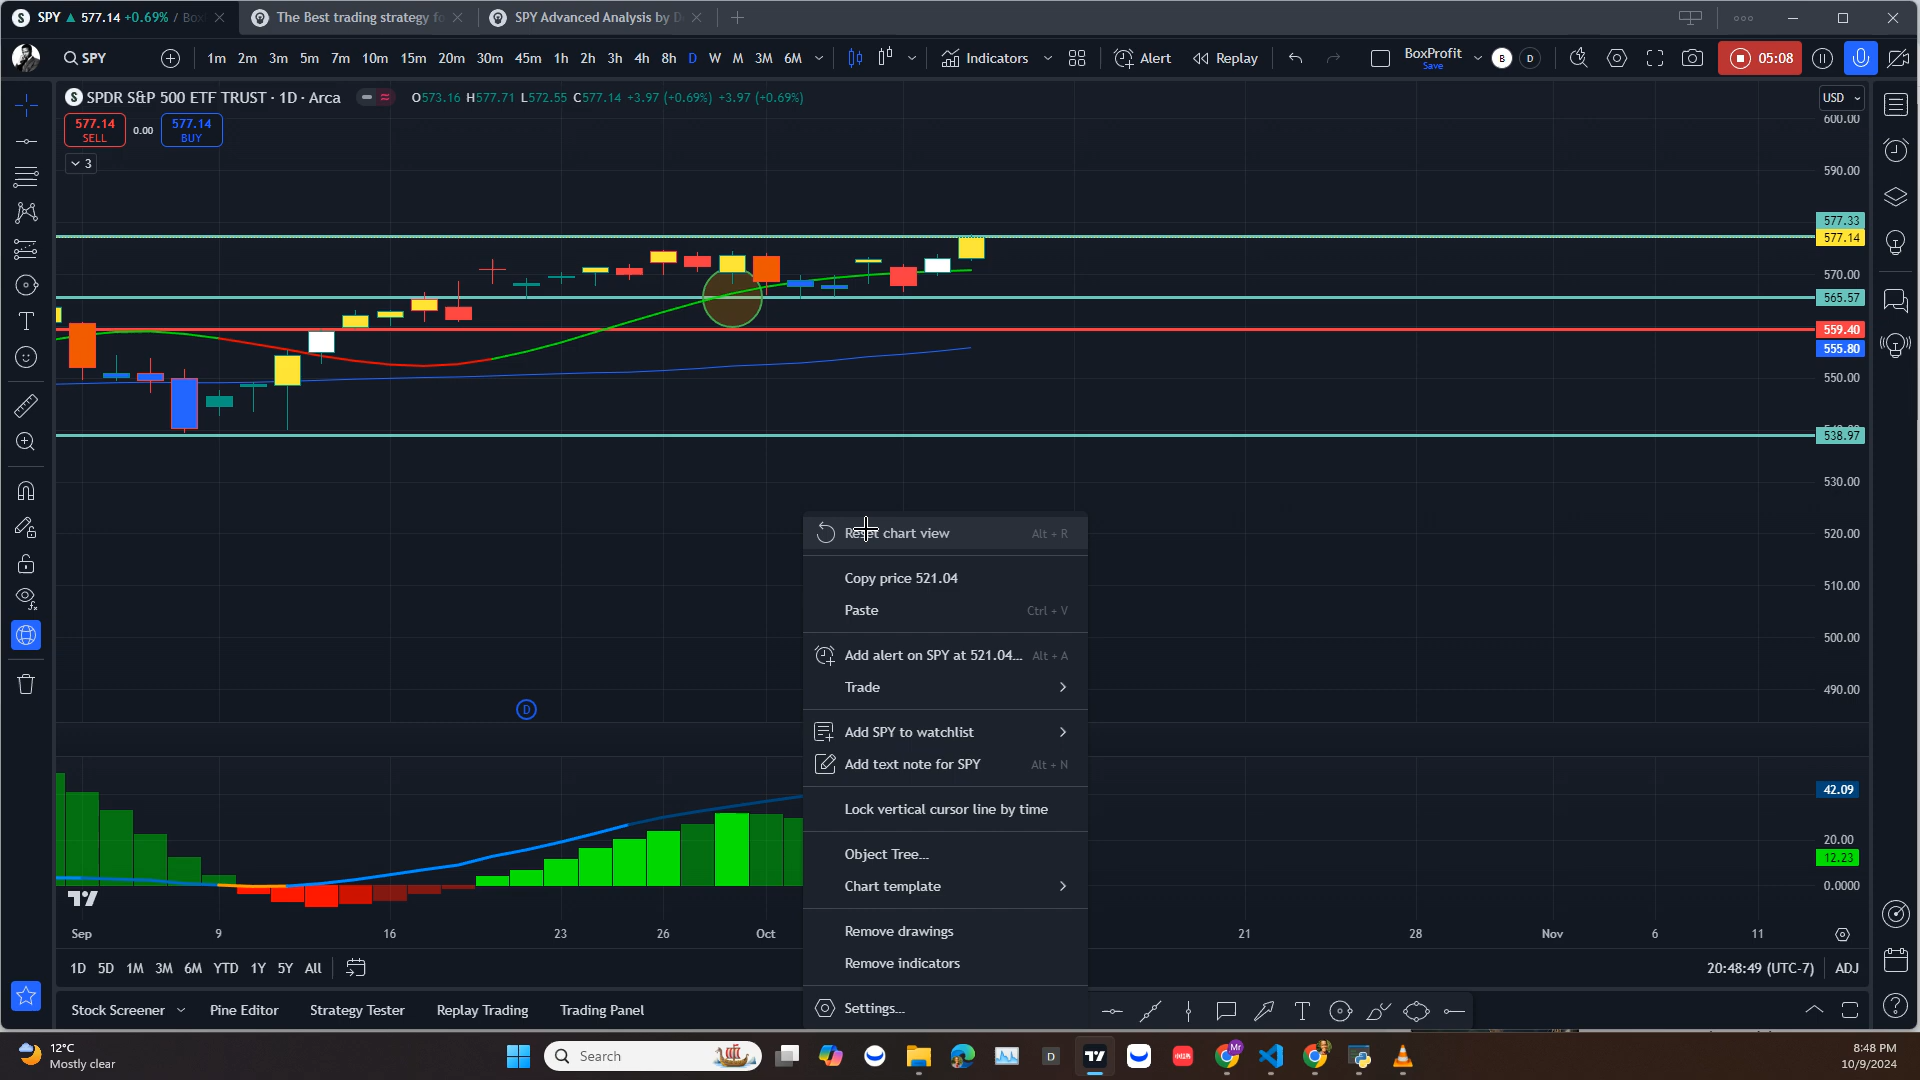 SPY ▲ 577.14 +0.69% / Box
The Best trading strategy fo
SPY Advanced Analysis by D
SPY
1m 2m 3m 5m 7m 10m 15m 20m 30m 45m 1h 2h 3h 4h 8h D W M 3M 6M
Indicators
Alert
Replay
BoxProfit
Save
B
D
05:08
SPDR S&P 500 ETF TRUST · 1D · Arca
O573.16 H577.71 L572.55 C577.14 +3.97 (+0.69%) +3.97 (+0.69%)
USD
577.14
SELL
0.00
577.14
BUY
3
600.00
590.00
577.33
577.14
570.00
565.57
559.40
555.80
550.00
538.97
530.00
520.00
510.00
500.00
490.00
D
Reset chart view Alt + R
Copy price 521.04
Paste Ctrl + V
Add alert on SPY at 521.04... Alt + A
Trade
Add SPY to watchlist
Add text note for SPY Alt + N
Lock vertical cursor line by time
Object Tree...
Chart template
Remove drawings
Remove indicators
Settings...
42.09
20.00
12.23
0.0000
Sep 9 16 23 26 Oct 21 28 Nov 6 11
1D 5D 1M 3M 6M YTD 1Y 5Y All
20:48:49 (UTC-7) ADJ
Stock Screener Pine Editor Strategy Tester Replay Trading Trading Panel
12°C
Mostly clear
Search
8:48 PM
10/9/2024